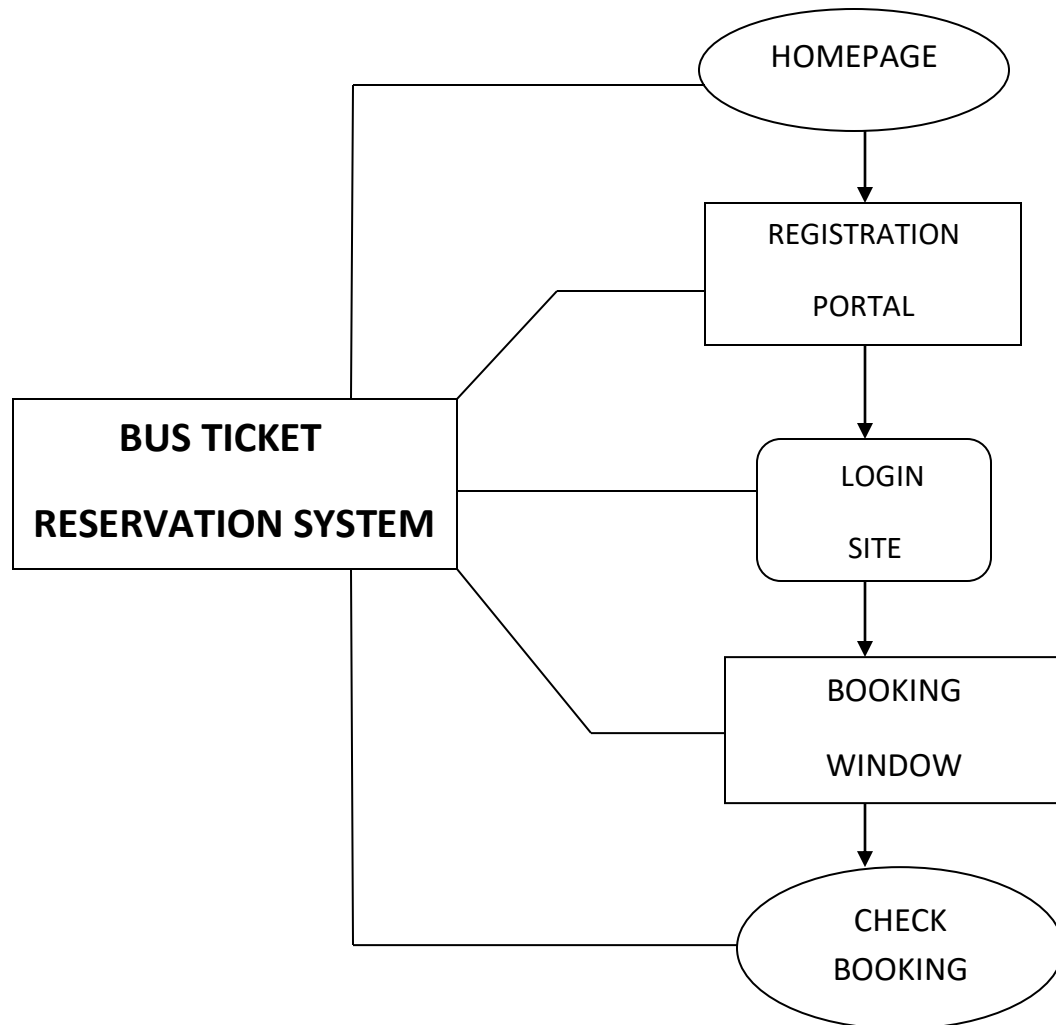 HOMEPAGE
REGISTRATION
PORTAL
BUS TICKET
RESERVATION SYSTEM
LOGIN
SITE
BOOKING
WINDOW
CHECK
BOOKING